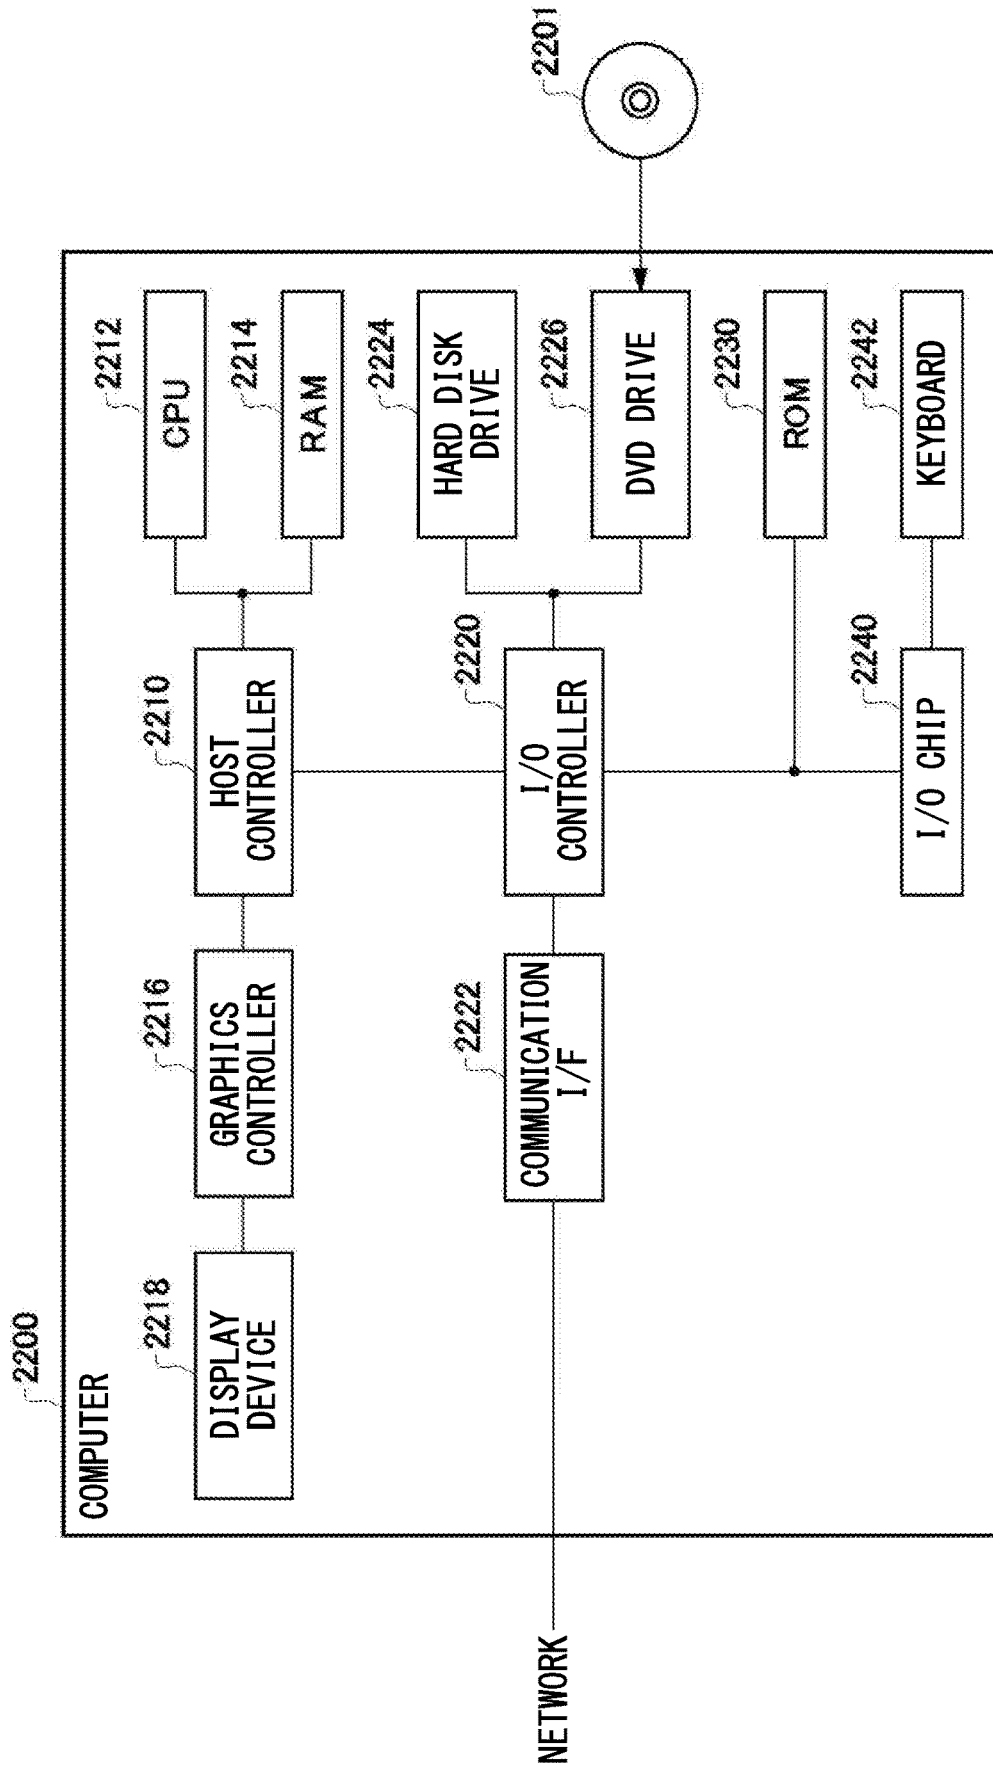 2200
COMPUTER
2218
DISPLAY
DEVICE
2216
GRAPHICS
CONTROLLER
2210
HOST
CONTROLLER
2212
CPU
2214
RAM
NETWORK
2222
COMMUNICATION
I/F
2220
I/O
CONTROLLER
2224
HARD DISK
DRIVE
2226
DVD DRIVE
2201
2230
ROM
2240
I/O CHIP
2242
KEYBOARD